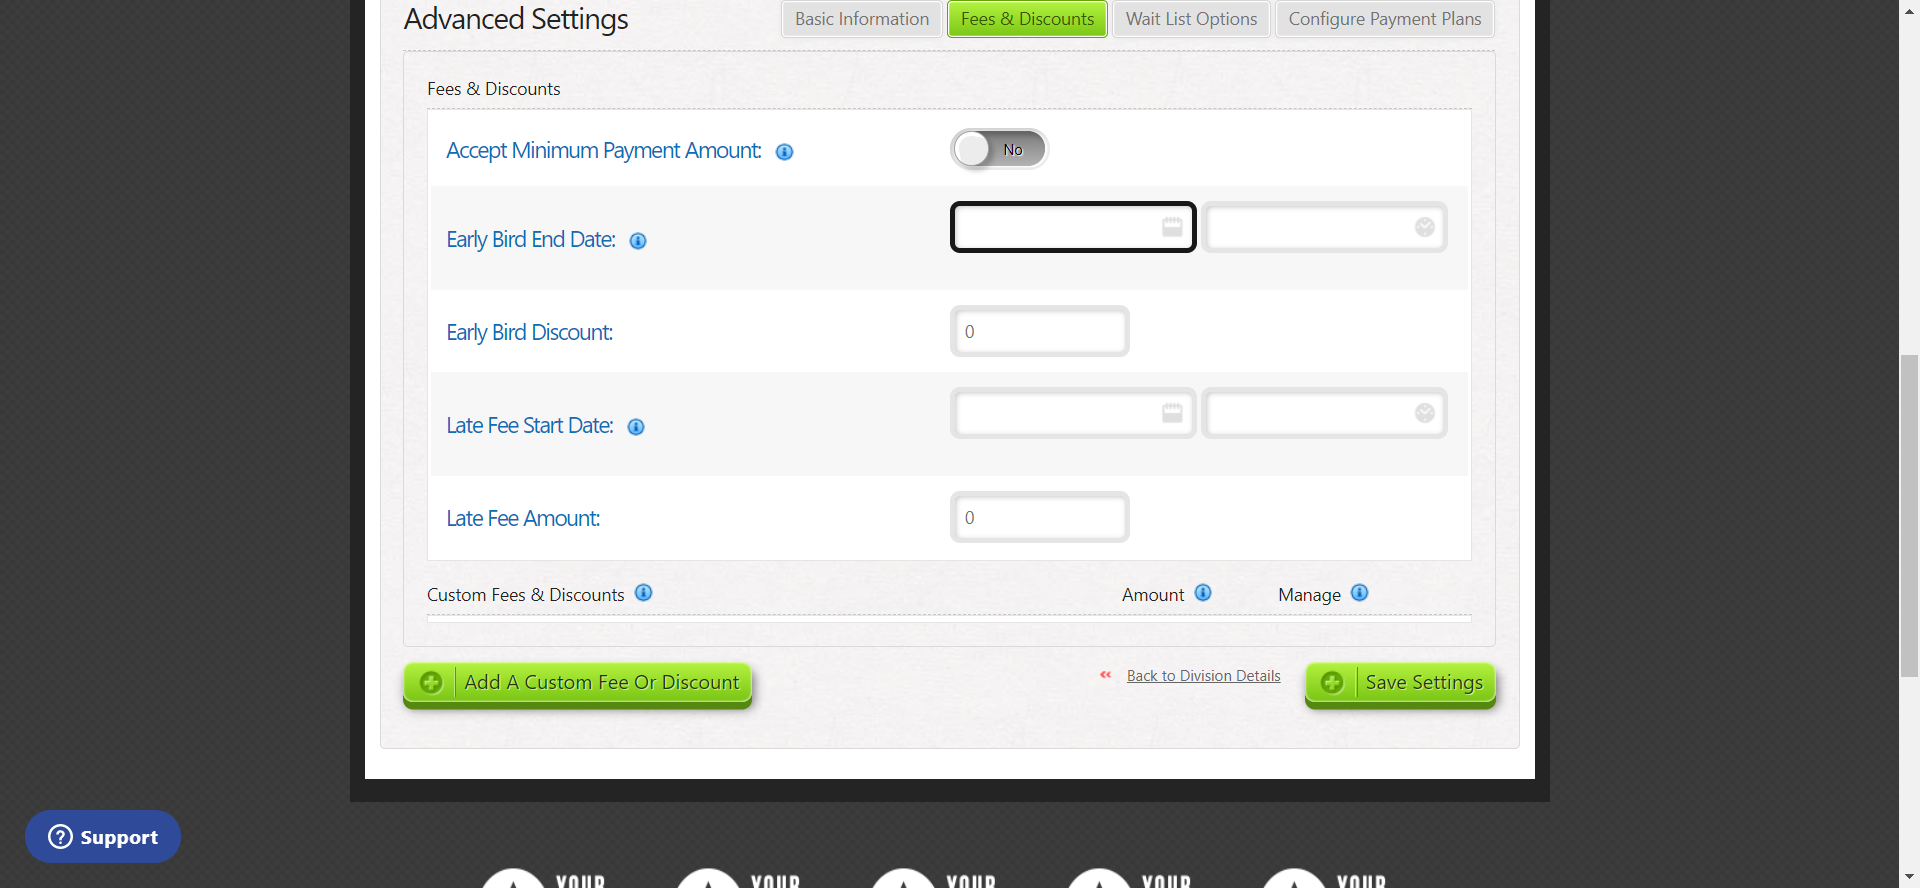 Advanced Settings
Basic Information
Fees & Discounts
Wait List Options
Configure Payment Plans
Fees & Discounts
Accept Minimum Payment Amount:
No
Early Bird End Date:
Early Bird Discount:
0
Late Fee Start Date:
Late Fee Amount:
0
Custom Fees & Discounts
Amount
Manage
Add A Custom Fee Or Discount
Back to Division Details
Save Settings
Support
YOUR
YOUR
YOUR
YOUR
YOUR